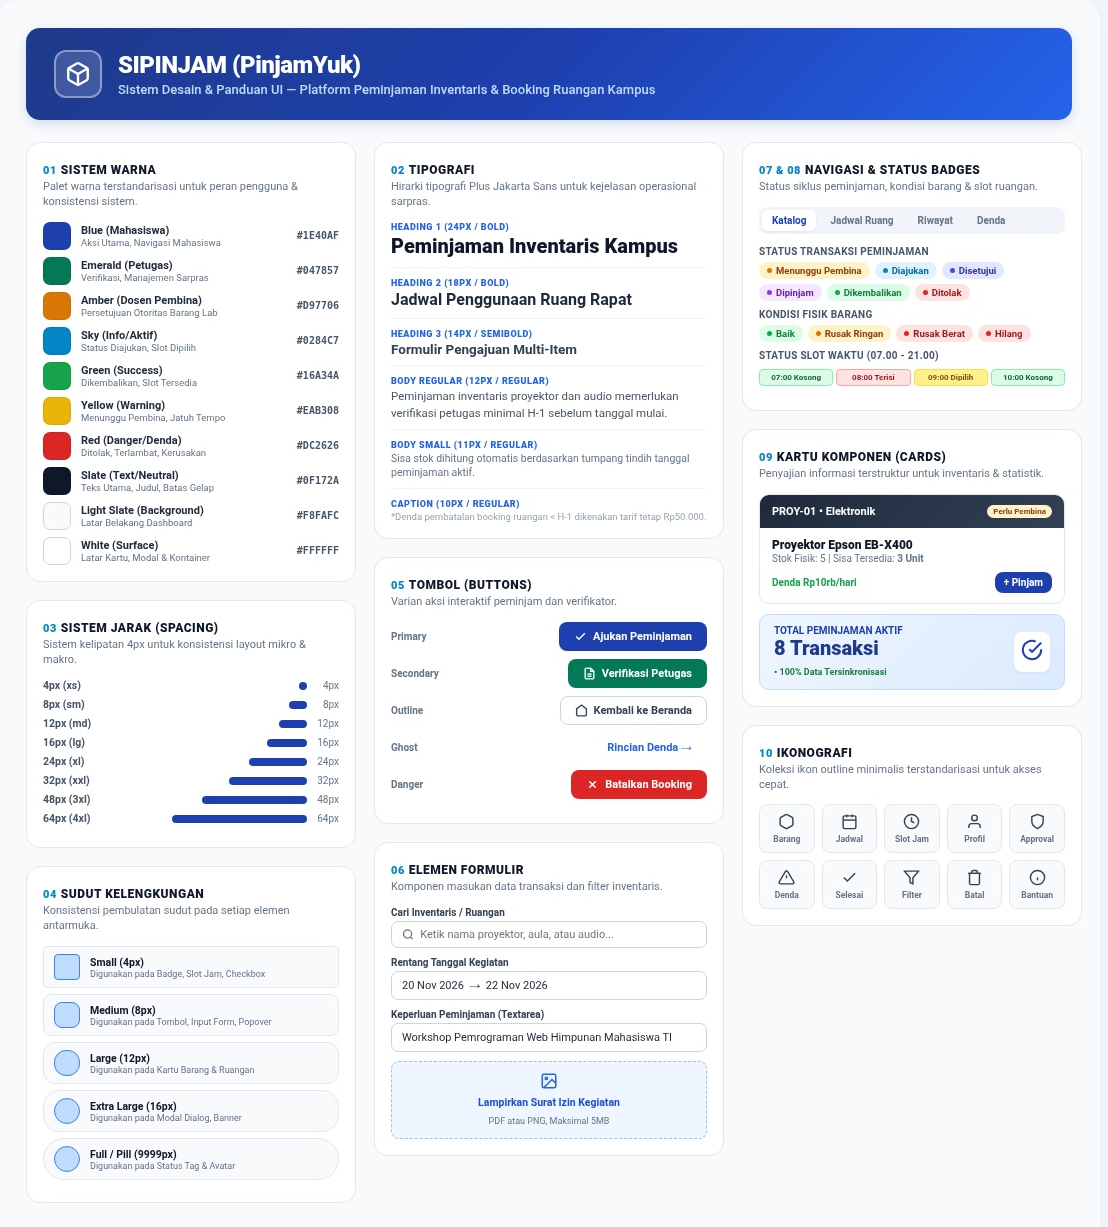 SIPINJAM (PinjamYuk)
Sistem Desain & Panduan UI — Platform Peminjaman Inventaris & Booking Ruangan Kampus
01 SISTEM WARNA
Palet warna terstandarisasi untuk peran pengguna &
konsistensi sistem.
Blue (Mahasiswa)
Aksi Utama, Navigasi Mahasiswa
#1E40AF
Emerald (Petugas)
Verifikasi, Manajemen Sarpras
#047857
Amber (Dosen Pembina)
Persetujuan Otoritas Barang Lab
#D97706
Sky (Info/Aktif)
Status Diajukan, Slot Dipilih
#0284C7
Green (Success)
Dikembalikan, Slot Tersedia
#16A34A
Yellow (Warning)
Menunggu Pembina, Jatuh Tempo
#EAB308
Red (Danger/Denda)
Ditolak, Terlambat, Kerusakan
#DC2626
Slate (Text/Neutral)
Teks Utama, Judul, Batas Gelap
#0F172A
Light Slate (Background)
Latar Belakang Dashboard
#F8FAFC
White (Surface)
Latar Kartu, Modal & Kontainer
#FFFFFF
03 SISTEM JARAK (SPACING)
Sistem kelipatan 4px untuk konsistensi layout mikro &
makro.
4px (xs) 4px
8px (sm) 8px
12px (md) 12px
16px (lg) 16px
24px (xl) 24px
32px (xxl) 32px
48px (3xl) 48px
64px (4xl) 64px
04 SUDUT KELENGKUNGAN
Konsistensi pembulatan sudut pada setiap elemen
antarmuka.
Small (4px)
Digunakan pada Badge, Slot Jam, Checkbox
Medium (8px)
Digunakan pada Tombol, Input Form, Popover
Large (12px)
Digunakan pada Kartu Barang & Ruangan
Extra Large (16px)
Digunakan pada Modal Dialog, Banner
Full / Pill (9999px)
Digunakan pada Status Tag & Avatar
02 TIPOGRAFI
Hirarki tipografi Plus Jakarta Sans untuk kejelasan operasional
sarpras.
HEADING 1 (24PX / BOLD)
Peminjaman Inventaris Kampus
HEADING 2 (18PX / BOLD)
Jadwal Penggunaan Ruang Rapat
HEADING 3 (14PX / SEMIBOLD)
Formulir Pengajuan Multi-Item
BODY REGULAR (12PX / REGULAR)
Peminjaman inventaris proyektor dan audio memerlukan
verifikasi petugas minimal H-1 sebelum tanggal mulai.
BODY SMALL (11PX / REGULAR)
Sisa stok dihitung otomatis berdasarkan tumpang tindih tanggal
peminjaman aktif.
CAPTION (10PX / REGULAR)
*Denda pembatalan booking ruangan < H-1 dikenakan tarif tetap Rp50.000.
05 TOMBOL (BUTTONS)
Varian aksi interaktif peminjam dan verifikator.
Primary Ajukan Peminjaman
Secondary Verifikasi Petugas
Outline Kembali ke Beranda
Ghost Rincian Denda →
Danger Batalkan Booking
06 ELEMEN FORMULIR
Komponen masukan data transaksi dan filter inventaris.
Cari Inventaris / Ruangan
Ketik nama proyektor, aula, atau audio...
Rentang Tanggal Kegiatan
20 Nov 2026 → 22 Nov 2026
Keperluan Peminjaman (Textarea)
Workshop Pemrograman Web Himpunan Mahasiswa TI
Lampirkan Surat Izin Kegiatan
PDF atau PNG, Maksimal 5MB
07 & 08 NAVIGASI & STATUS BADGES
Status siklus peminjaman, kondisi barang & slot ruangan.
Katalog Jadwal Ruang Riwayat Denda
STATUS TRANSAKSI PEMINJAMAN
Menunggu Pembina Diajukan Disetujui
Dipinjam Dikembalikan Ditolak
KONDISI FISIK BARANG
Baik Rusak Ringan Rusak Berat Hilang
STATUS SLOT WAKTU (07.00 - 21.00)
07:00 Kosong 08:00 Terisi 09:00 Dipilih 10:00 Kosong
09 KARTU KOMPONEN (CARDS)
Penyajian informasi terstruktur untuk inventaris & statistik.
PROY-01 • Elektronik Perlu Pembina
Proyektor Epson EB-X400
Stok Fisik: 5 | Sisa Tersedia: 3 Unit
Denda Rp10rb/hari + Pinjam
TOTAL PEMINJAMAN AKTIF
8 Transaksi
• 100% Data Tersinkronisasi
10 IKONOGRAFI
Koleksi ikon outline minimalis terstandarisasi untuk akses
cepat.
Barang Jadwal Slot Jam Profil Approval
Denda Selesai Filter Batal Bantuan